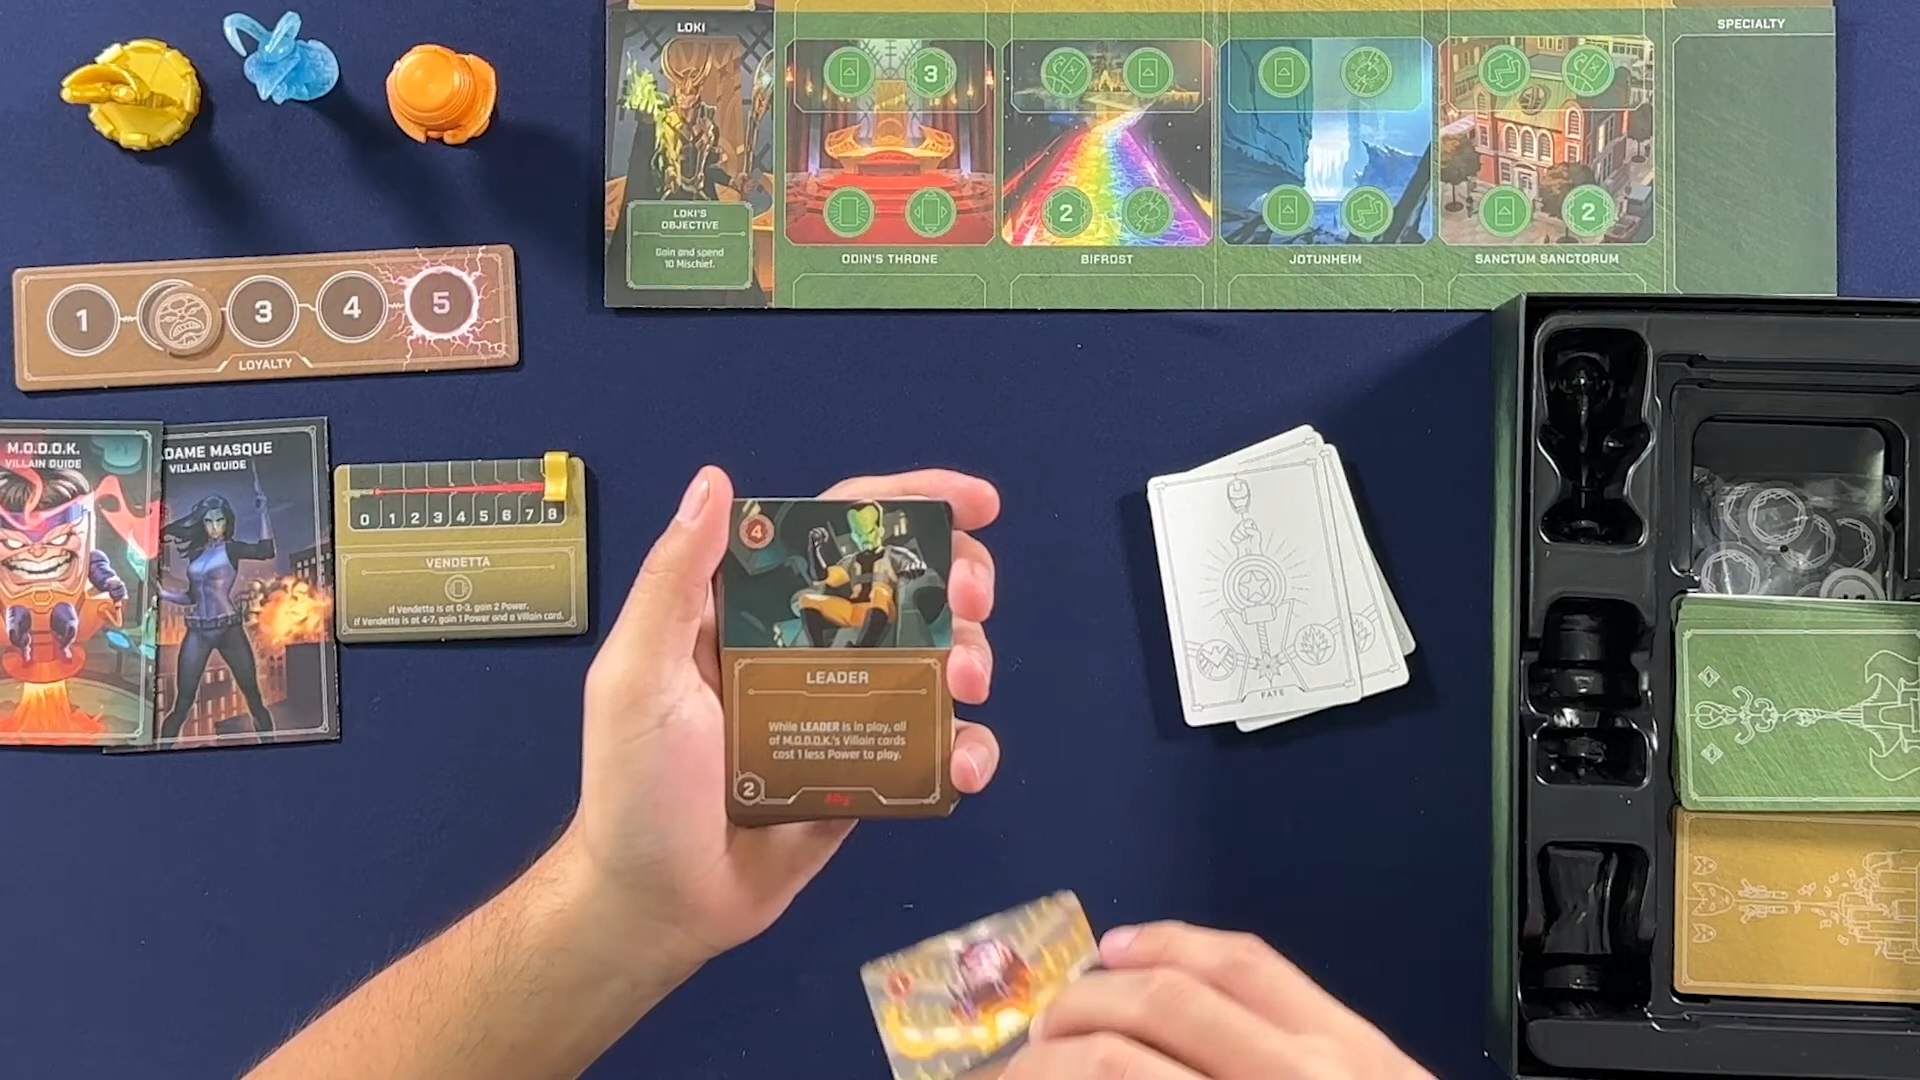 LOKI
SPECIALTY
3
2
2
LOKI'S
OBJECTIVE
Gain and spend
10 Mischief.
ODIN'S THRONE
BIFROST
JOTUNHEIM
SANCTUM SANCTORUM
1
3
4
5
LOYALTY
M.O.D.O.K.
VILLAIN GUIDE
DAME MASQUE
VILLAIN GUIDE
0 1 2 3 4 5 6 7 8
VENDETTA
If Vendetta is at 0-3, gain 2 Power.
If Vendetta is at 4-7, gain 1 Power and a Villain card.
4
LEADER
While LEADER is in play, all
of M.O.D.O.K.'s Villain cards
cost 1 less Power to play.
2
Ally
FATE